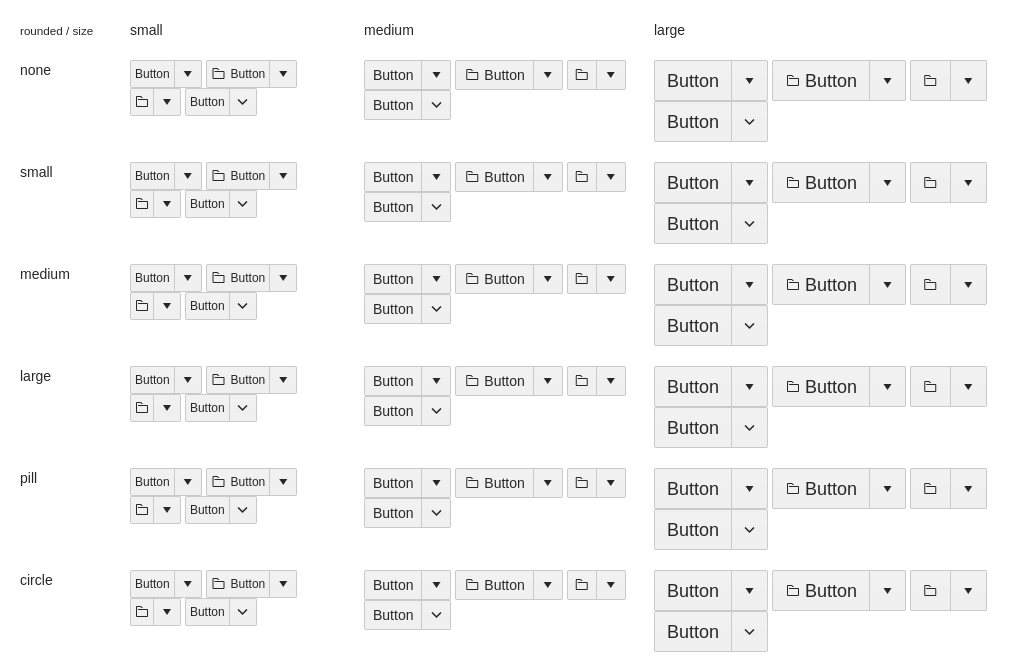 rounded / size small medium large
none Button Button Button Button Button Button
Button Button Button
small Button Button Button Button Button Button
Button Button Button
medium Button Button Button Button Button Button
Button Button Button
large Button Button Button Button Button Button
Button Button Button
pill Button Button Button Button Button Button
Button Button Button
circle Button Button Button Button Button Button
Button Button Button